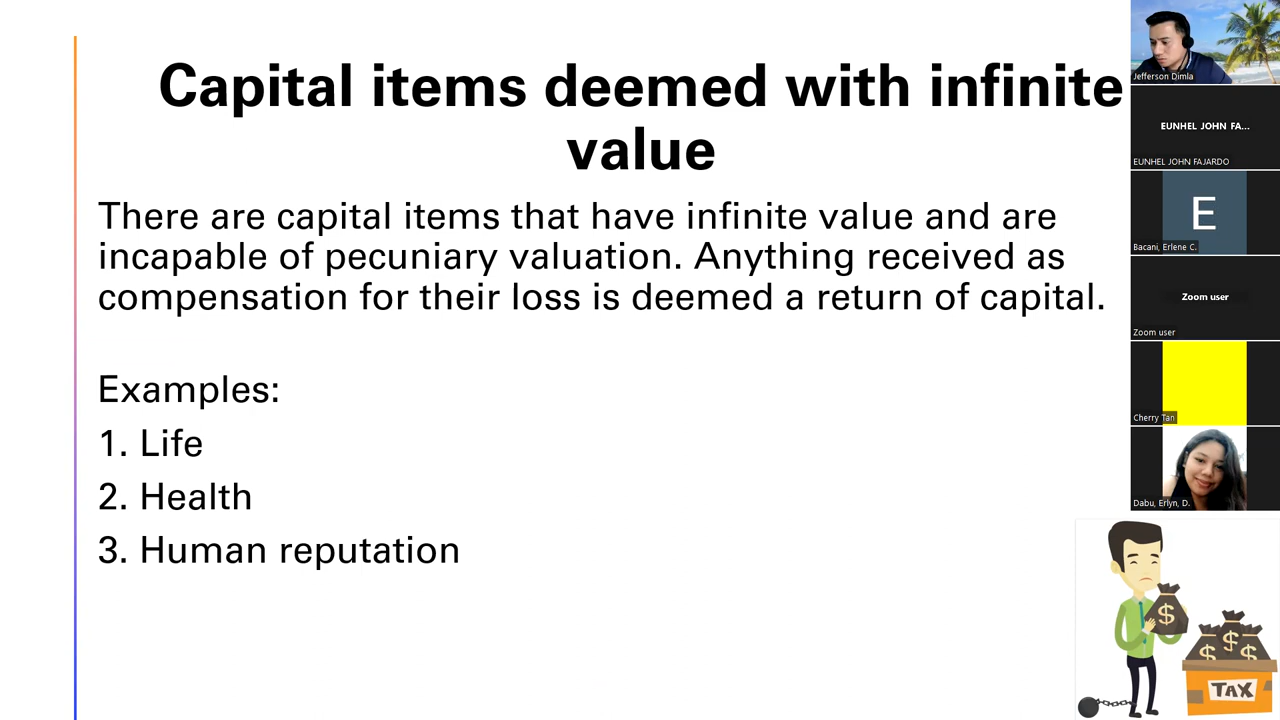 Capital items deemed with infinite
value
There are capital items that have infinite value and are
incapable of pecuniary valuation. Anything received as
compensation for their loss is deemed a return of capital.
Examples:
1. Life
2. Health
3. Human reputation
Jefferson Dimla
EUNHEL JOHN FA...
EUNHEL JOHN FAJARDO
E
Bacani, Erlene C.
Zoom user
Zoom user
Cherry Tan
Dabu, Erlyn, D.
$
$
$
$
TAX